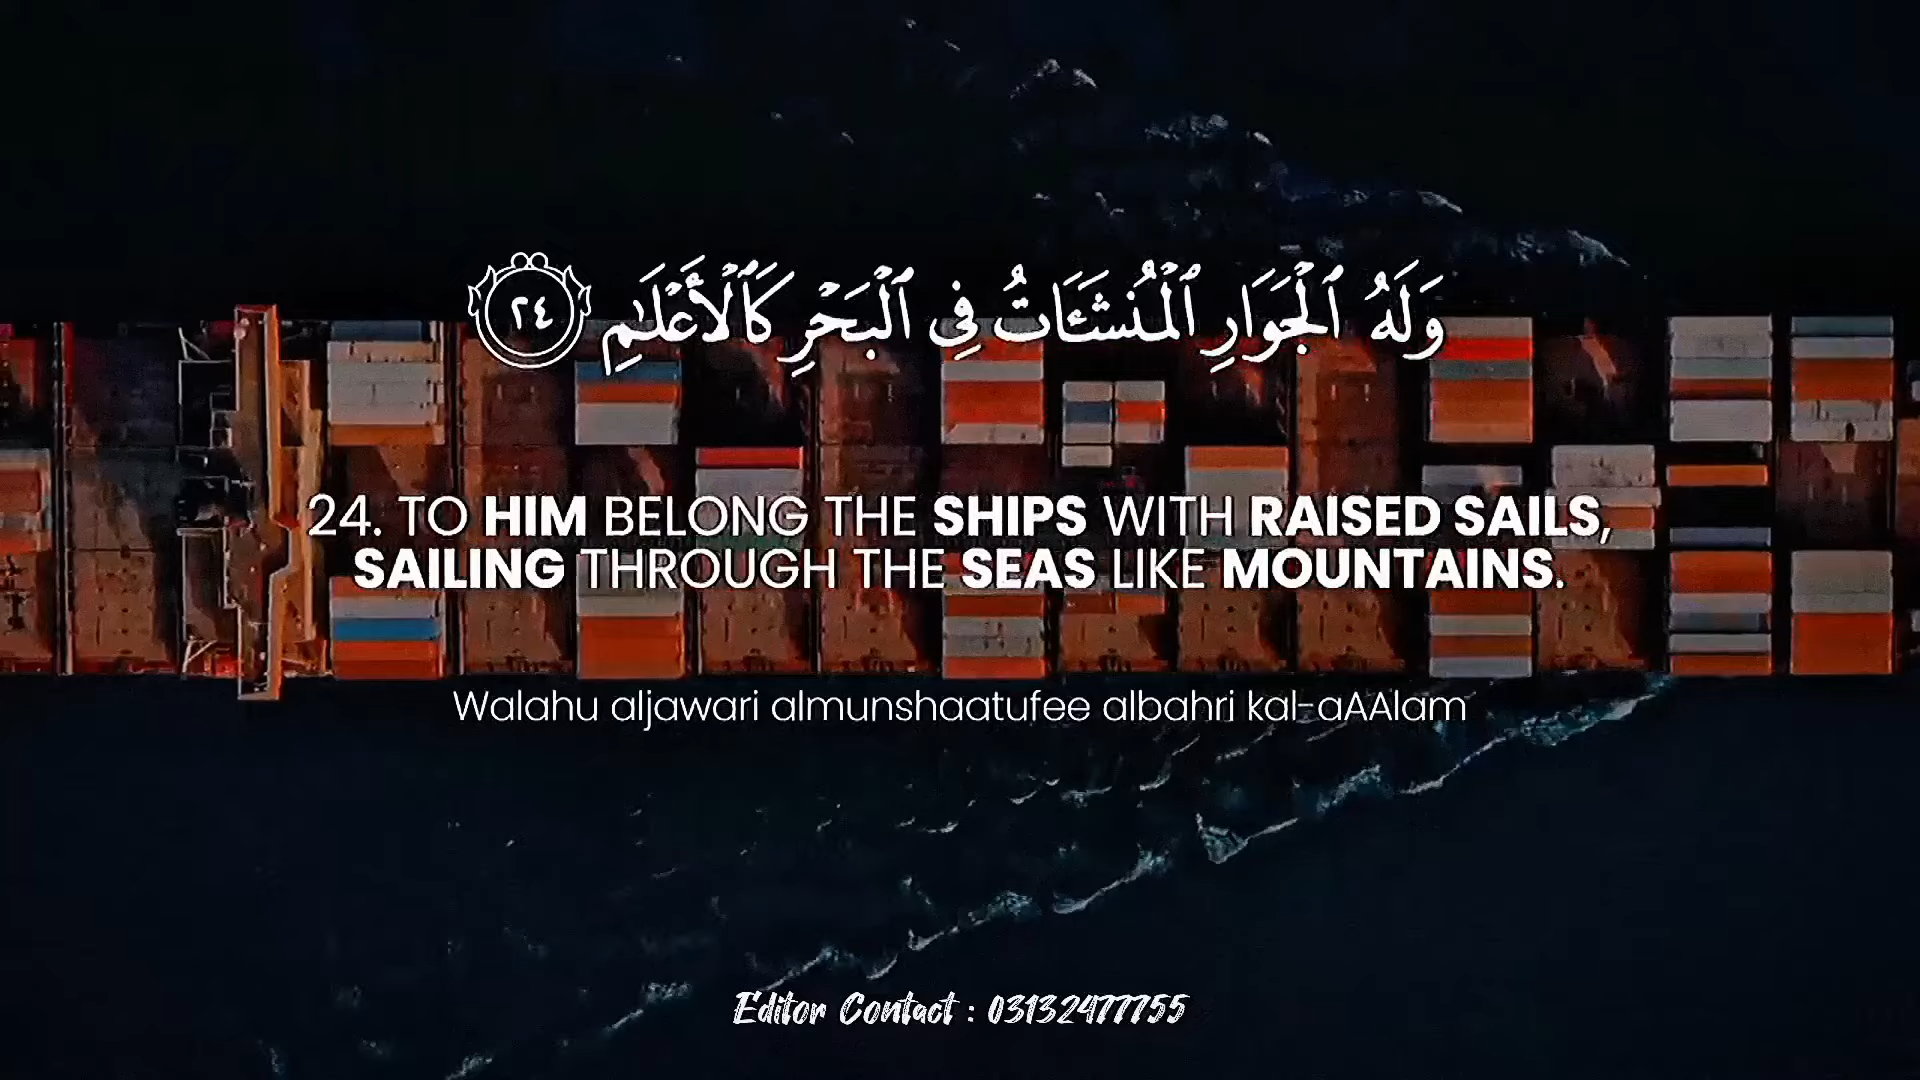 وَلَهُ ٱلْجَوَارِ ٱلْمُنشَـَٔاتُ فِى ٱلْبَحْرِ كَٱلْأَعْلَـٰمِ ٢٤
24. TO HIM BELONG THE SHIPS WITH RAISED SAILS,
SAILING THROUGH THE SEAS LIKE MOUNTAINS.
Walahu aljawari almunshaatufee albahri kal-aAAlam
Editor Contact : 03132477755